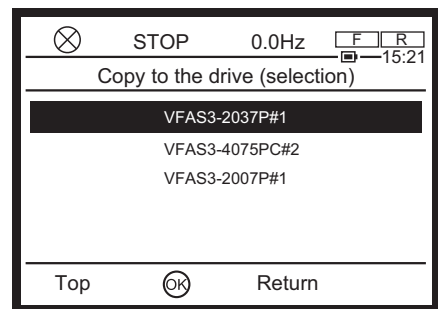 STOP 0.0Hz F R
15:21
Copy to the drive (selection)
VFAS3-2037P#1
VFAS3-4075PC#2
VFAS3-2007P#1
Top OK Return